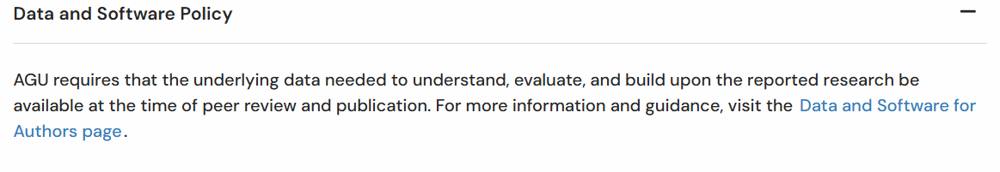 Data and Software Policy
AGU requires that the underlying data needed to understand, evaluate, and build upon the reported research be
available at the time of peer review and publication. For more information and guidance, visit the Data and Software for
Authors page.